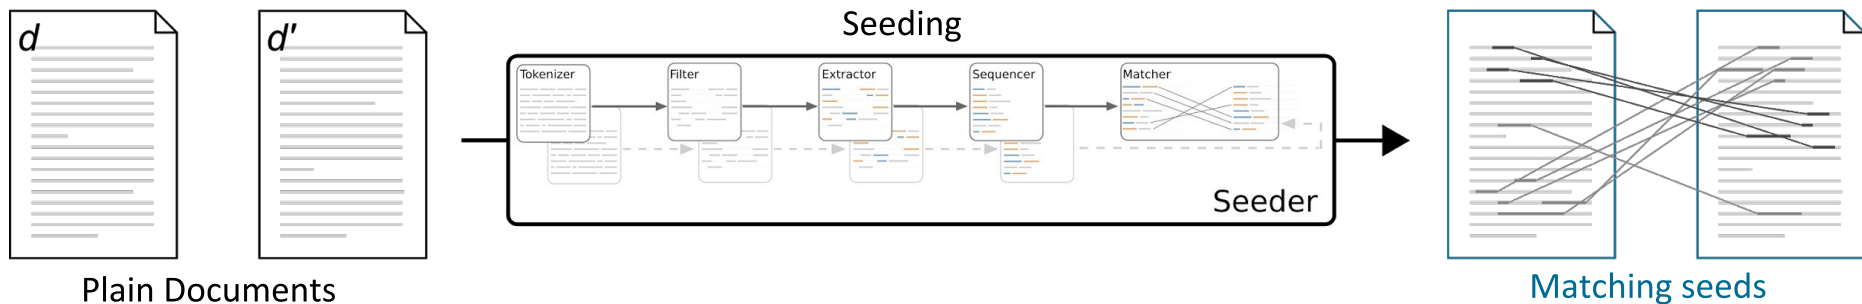 Seeding
d
d'
Tokenizer
Filter
Extractor
Sequencer
Matcher
Seeder
Plain Documents
Matching seeds